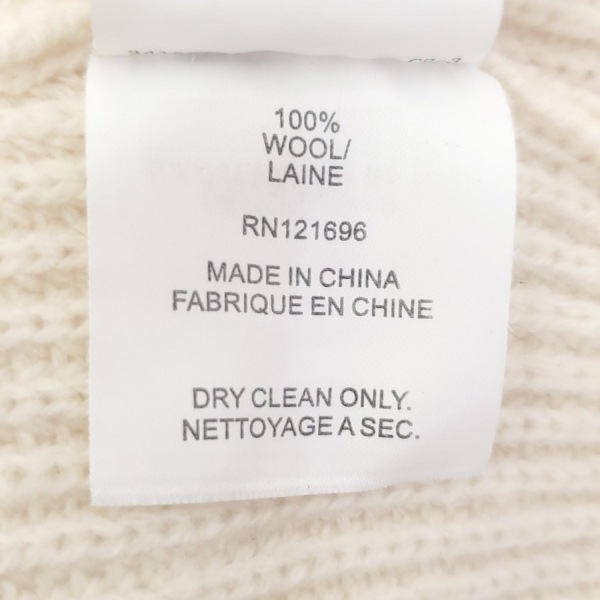 100%
WOOL/
LAINE
RN121696
MADE IN CHINA
FABRIQUE EN CHINE
DRY CLEAN ONLY.
NETTOYAGE A SEC.